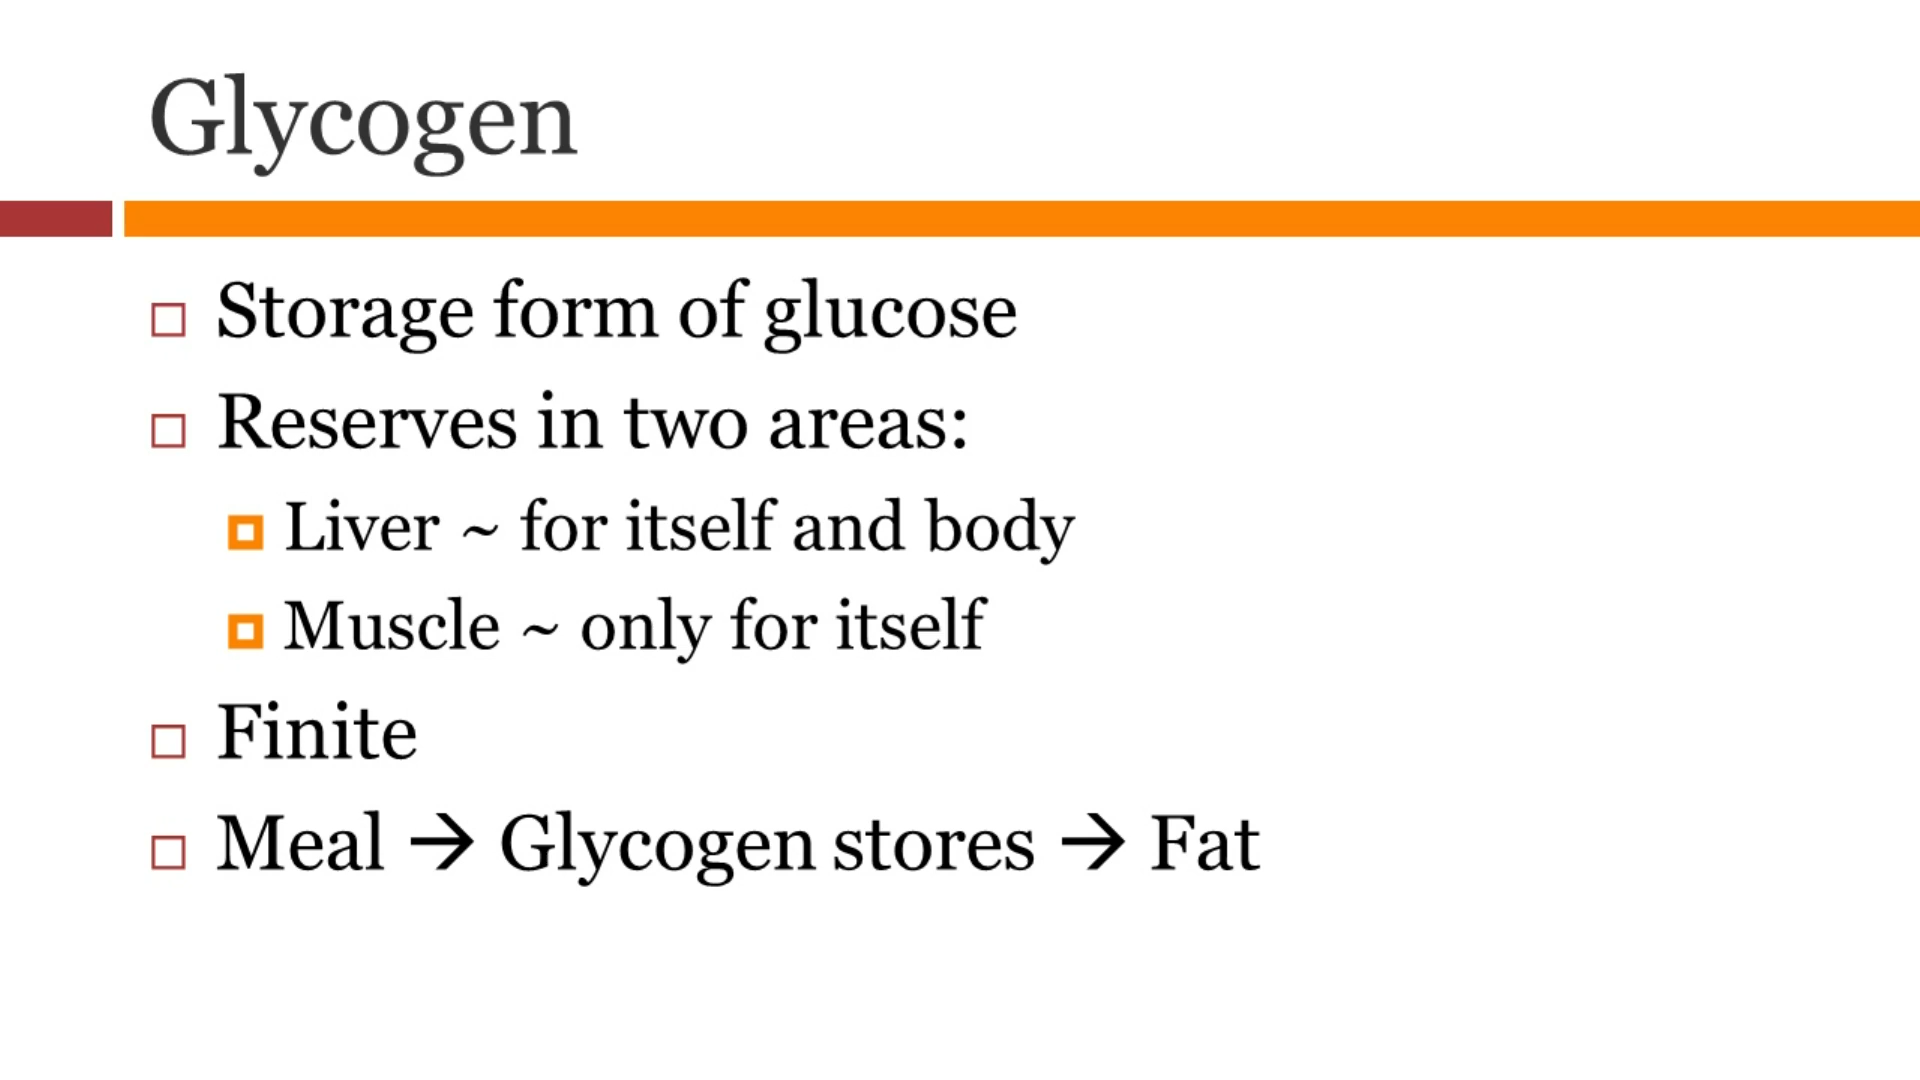 Glycogen
Storage form of glucose
Reserves in two areas:
Liver ~ for itself and body
Muscle ~ only for itself
Finite
Meal → Glycogen stores → Fat